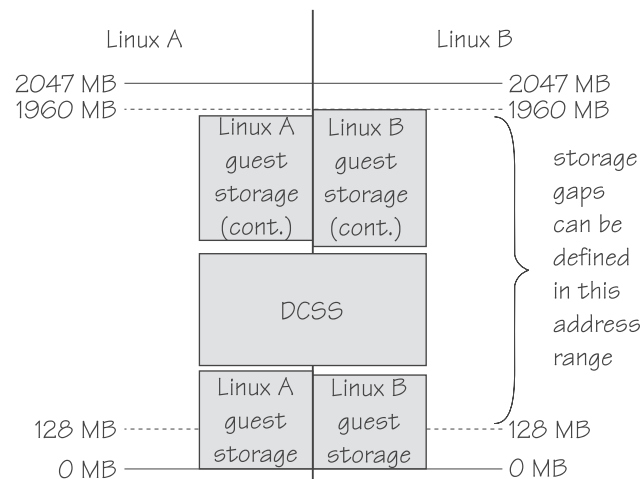 Linux A
Linux B
2047 MB
2047 MB
1960 MB
1960 MB
Linux A
guest
storage
(cont.)
Linux B
guest
storage
(cont.)
storage
gaps
can be
defined
in this
address
range
DCSS
Linux A
guest
storage
Linux B
guest
storage
128 MB
128 MB
0 MB
0 MB